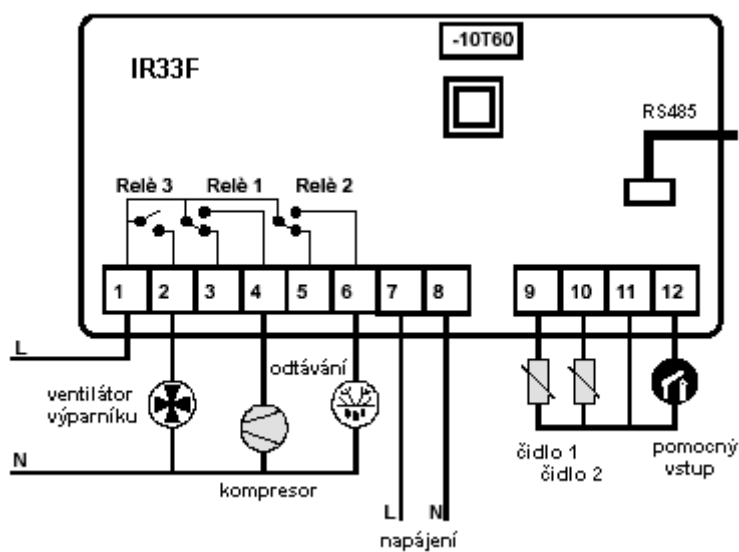 -10T60
IR33F
RS485
Relè 3 Relè 1 Relè 2
1 2 3 4 5 6 7 8 9 10 11 12
L
odtávání
ventilátor
výparníku
N
kompresor
čidlo 1
čidlo 2
pomocný
vstup
L N
napájení